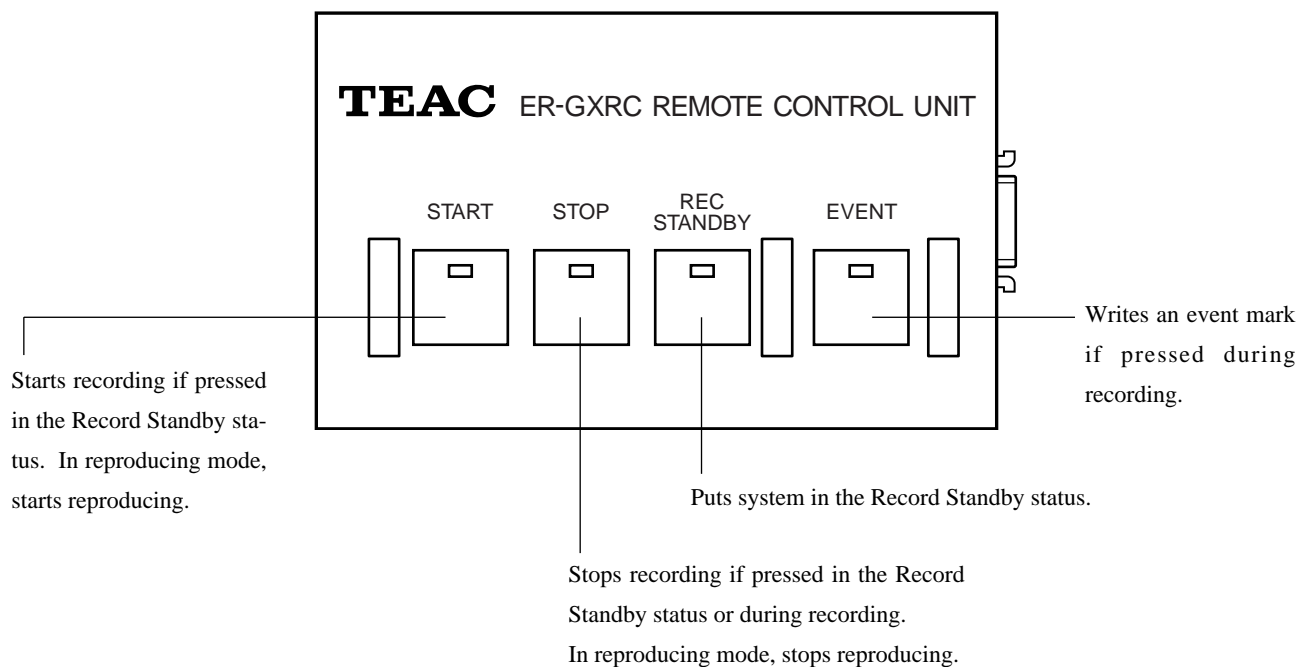 TEAC ER-GXRC REMOTE CONTROL UNIT
START
STOP
REC
STANDBY
EVENT
Writes an event mark
if pressed during
recording.
Starts recording if pressed
in the Record Standby sta-
tus. In reproducing mode,
starts reproducing.
Puts system in the Record Standby status.
Stops recording if pressed in the Record
Standby status or during recording.
In reproducing mode, stops reproducing.